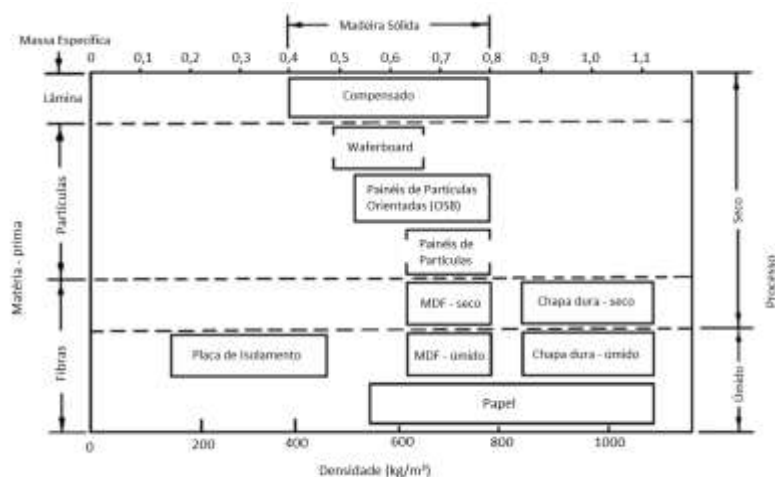 Madeira Sólida
Massa Específica
0 0,1 0,2 0,3 0,4 0,5 0,6 0,7 0,8 0,9 1,0 1,1
Lâmina
Compensado
Waferboard
Painéis de Partículas
Orientadas (OSB)
Painéis de
Partículas
MDF - seco
Chapa dura - seco
Placa de Isolamento
MDF - úmido
Chapa dura - úmido
Papel
0 200 400 600 800 1000
Densidade (kg/m³)
Matéria - prima
Partículas
Fibras
Seco
Úmido
Processo